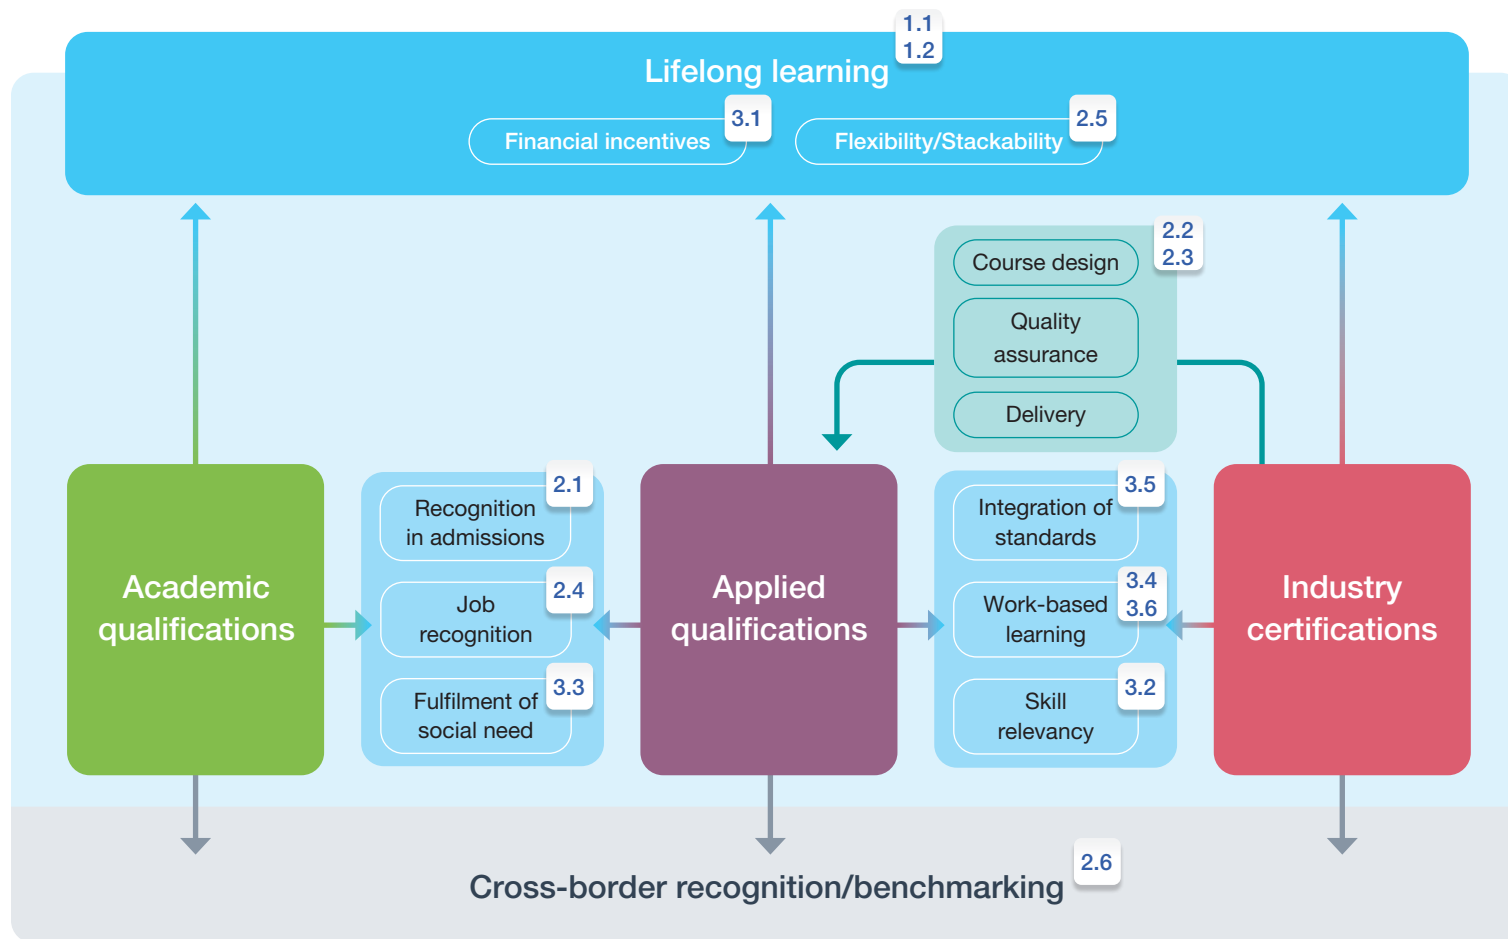 1.1
1.2
Lifelong learning
3.1
Financial incentives
2.5
Flexibility/Stackability
2.2
2.3
Course design
Quality
assurance
Delivery
Academic
qualifications
2.1
Recognition
in admissions
2.4
Job
recognition
3.3
Fulfilment of
social need
Applied
qualifications
3.5
Integration of
standards
3.4
3.6
Work-based
learning
3.2
Skill
relevancy
Industry
certifications
2.6
Cross-border recognition/benchmarking